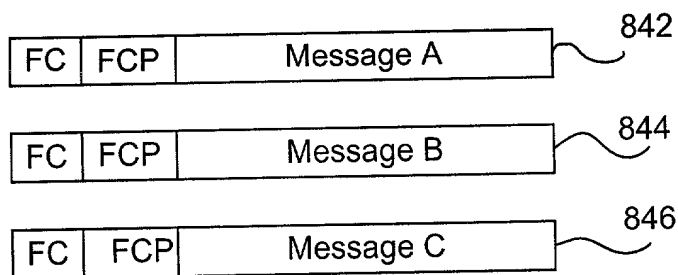 842
FC FCP Message A
844
FC FCP Message B
846
FC FCP Message C